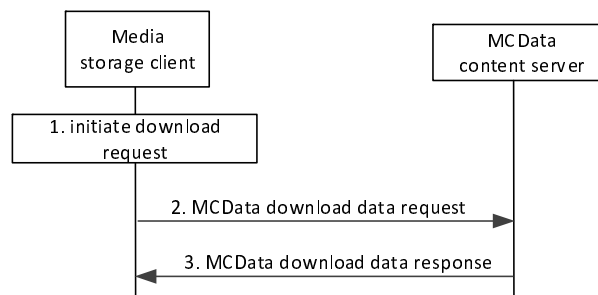 Media
storage client
MCData
content server
1. initiate download
request
2. MCData download data request
3. MCData download data response